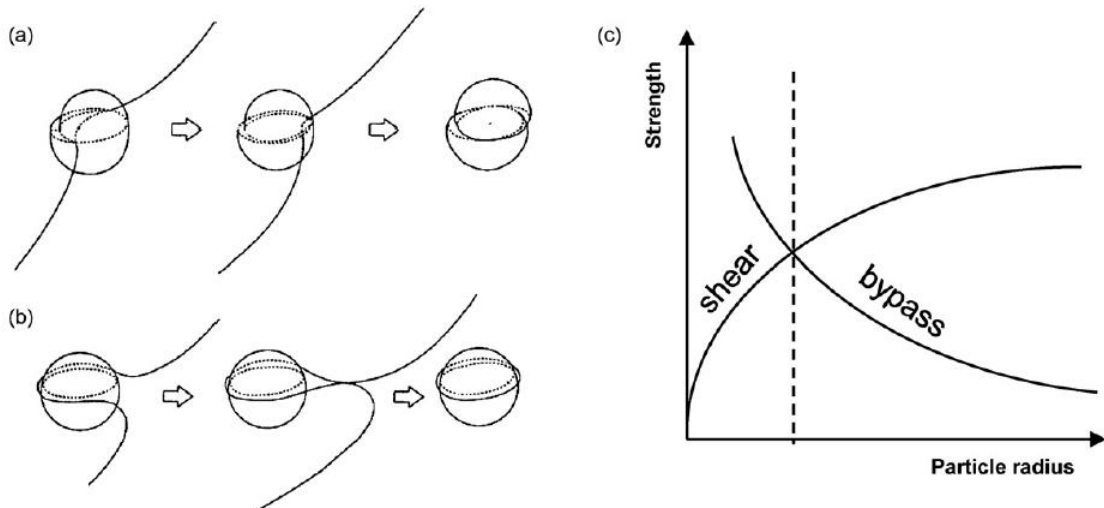 (a)
(b)
(c)
Strength
shear
bypass
Particle radius